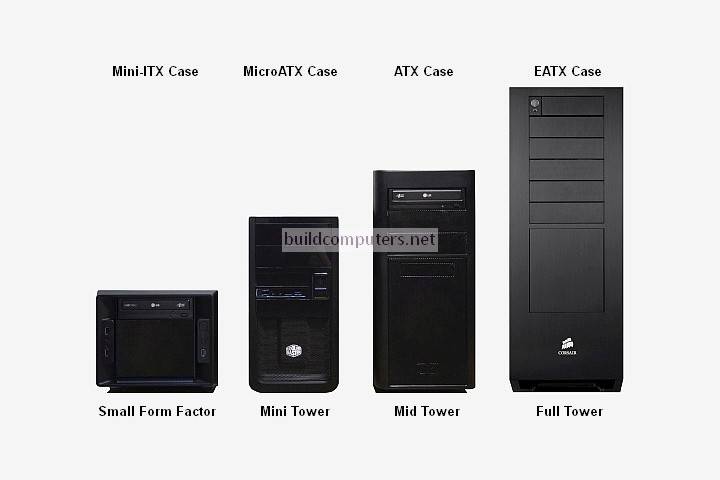 Mini-ITX Case
MicroATX Case
ATX Case
EATX Case
buildcomputers.net
CORSAIR
Small Form Factor
Mini Tower
Mid Tower
Full Tower